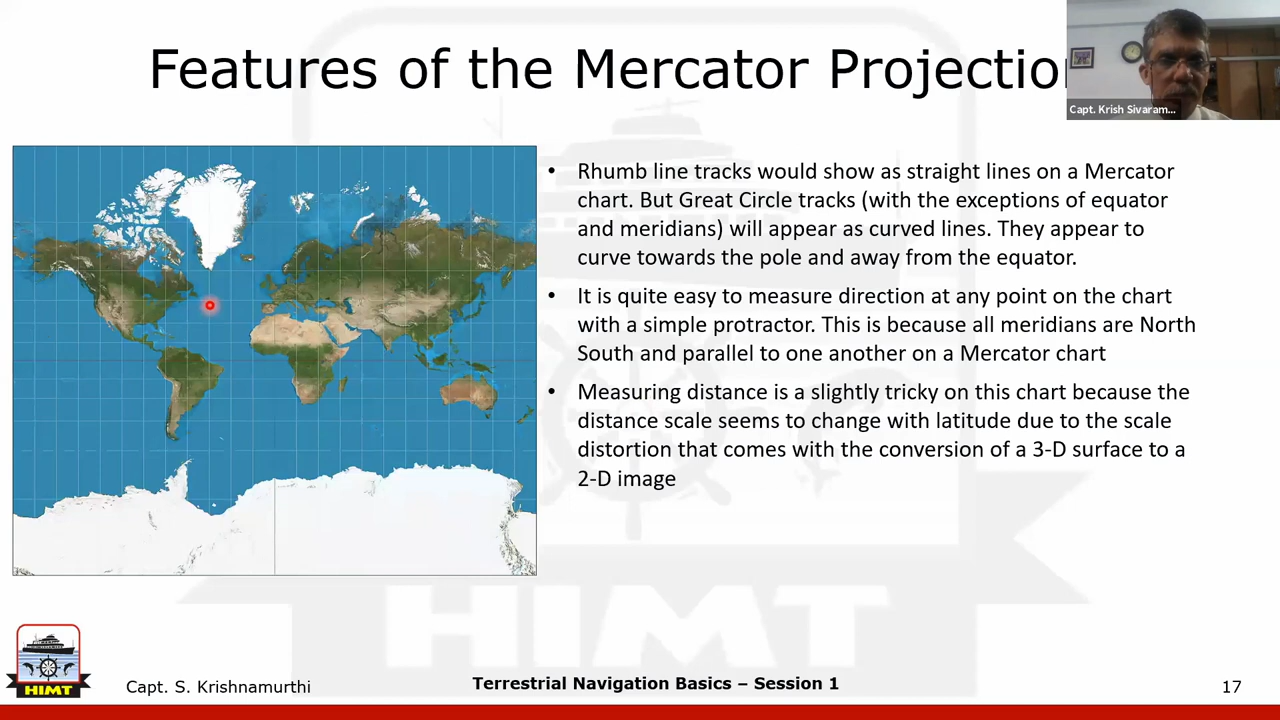 Features of the Mercator Projection
Capt. Krish Sivaram...
• Rhumb line tracks would show as straight lines on a Mercator
chart. But Great Circle tracks (with the exceptions of equator
and meridians) will appear as curved lines. They appear to
curve towards the pole and away from the equator.
• It is quite easy to measure direction at any point on the chart
with a simple protractor. This is because all meridians are North
South and parallel to one another on a Mercator chart
• Measuring distance is a slightly tricky on this chart because the
distance scale seems to change with latitude due to the scale
distortion that comes with the conversion of a 3-D surface to a
2-D image
HIMT
HIMT
Capt. S. Krishnamurthi
Terrestrial Navigation Basics – Session 1
17